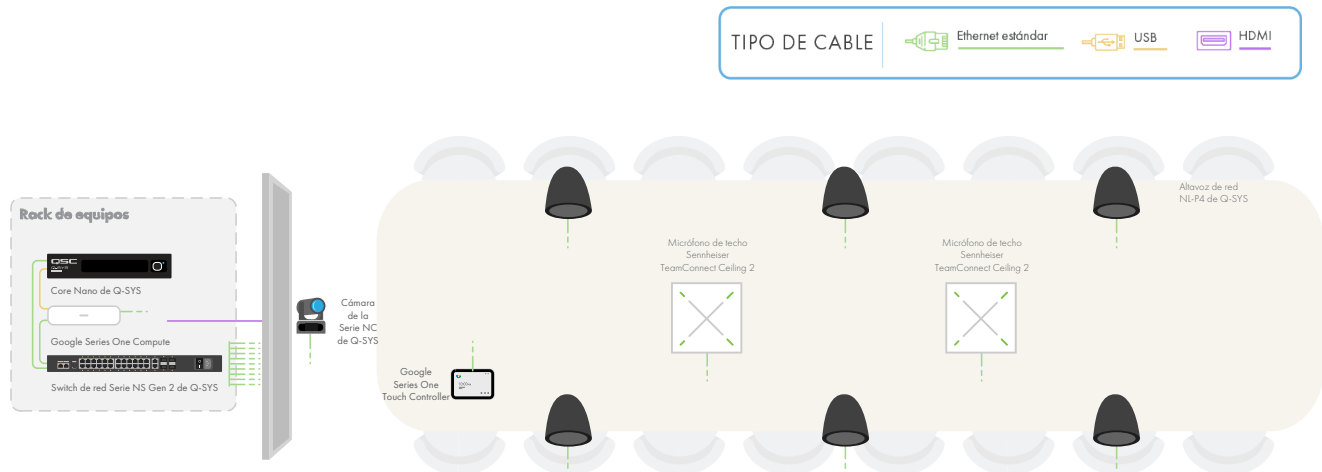 TIPO DE CABLE
Ethernet estándar
USB
HDMI
Rack de equipos
QSC
Q-SYS
Core Nano de Q-SYS
Google Series One Compute
Switch de red Serie NS Gen 2 de Q-SYS
Cámara
de la
Serie NC
de Q-SYS
Google
Series One
Touch Controller
Micrófono de techo
Sennheiser
TeamConnect Ceiling 2
Micrófono de techo
Sennheiser
TeamConnect Ceiling 2
Altavoz de red
NL-P4 de Q-SYS